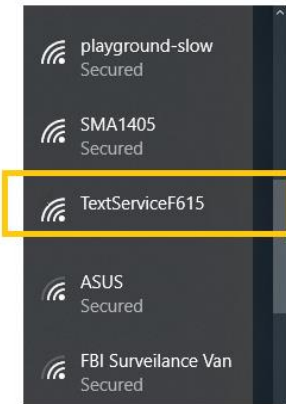 playground-slow
Secured
SMA1405
Secured
TextServiceF615
ASUS
Secured
FBI Surveilance Van
Secured